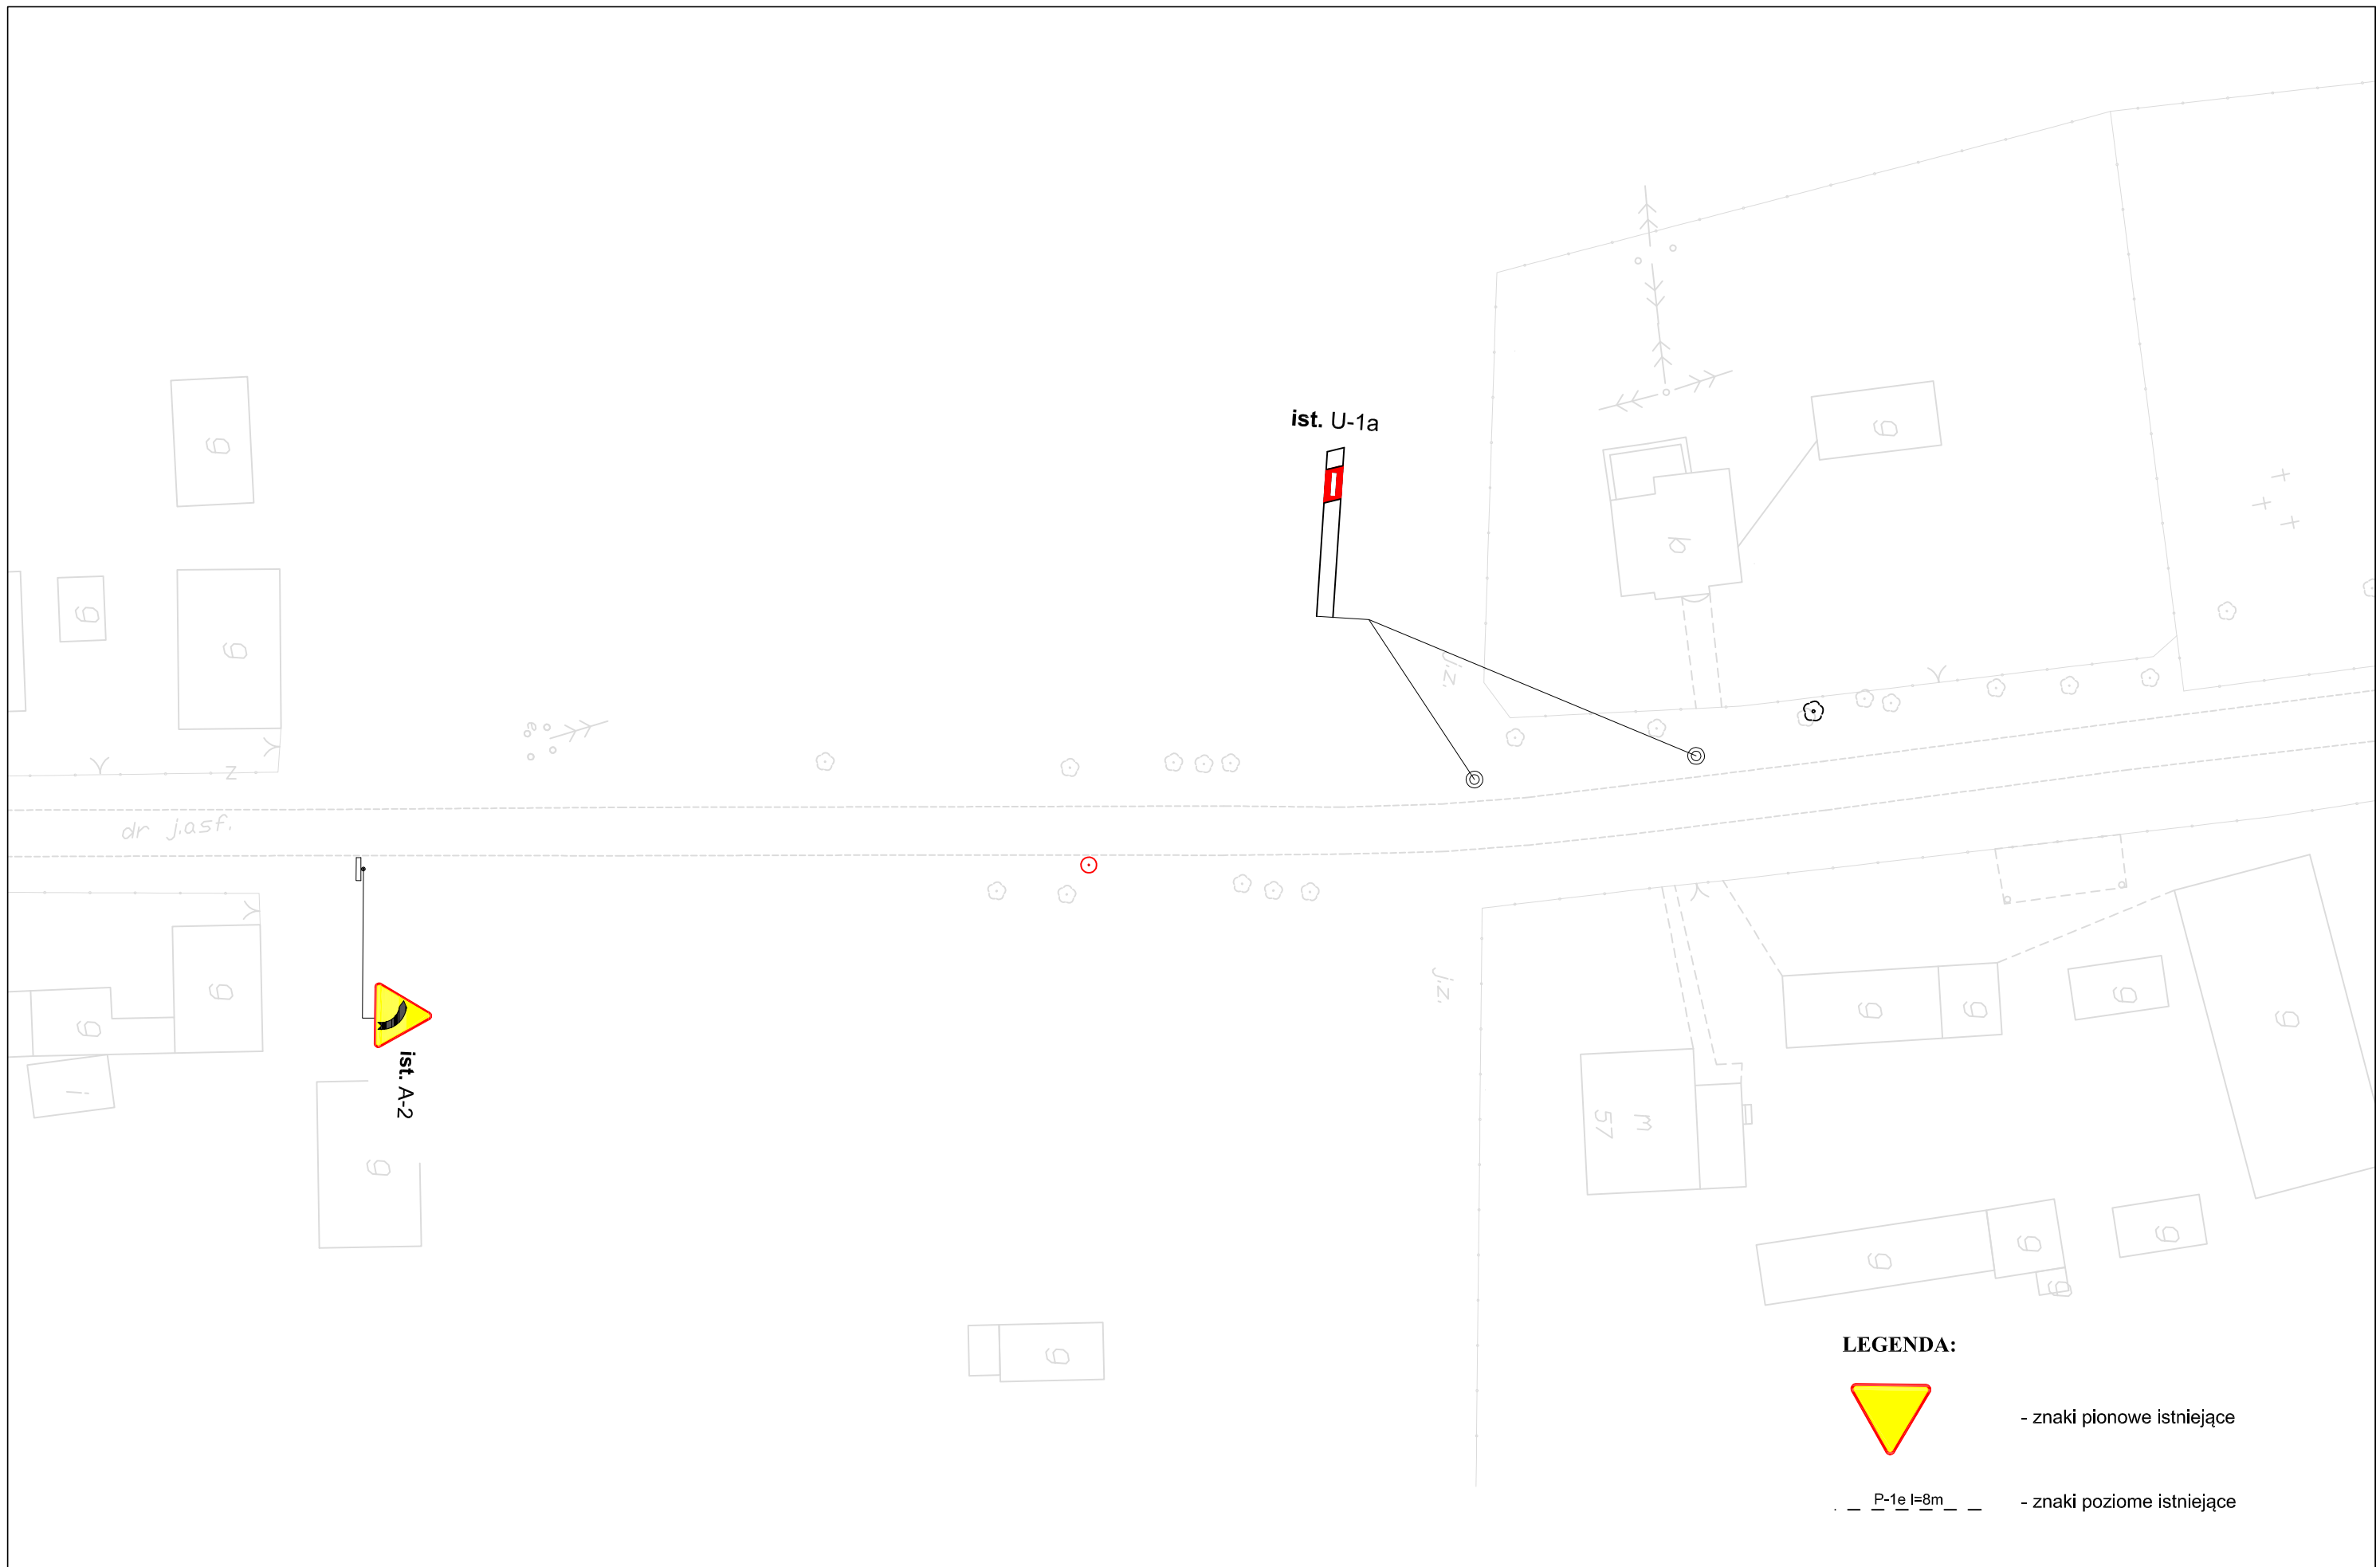 ist. U-1a
g
g
g
g
d
j.z.
z
dr j.asf.
g
g
i
ist. A-2
g
j.z.
g
g
g
g
m
57
g
g
g
g
g
LEGENDA:
- znaki pionowe istniejące
P-1e l=8m
- znaki poziome istniejące